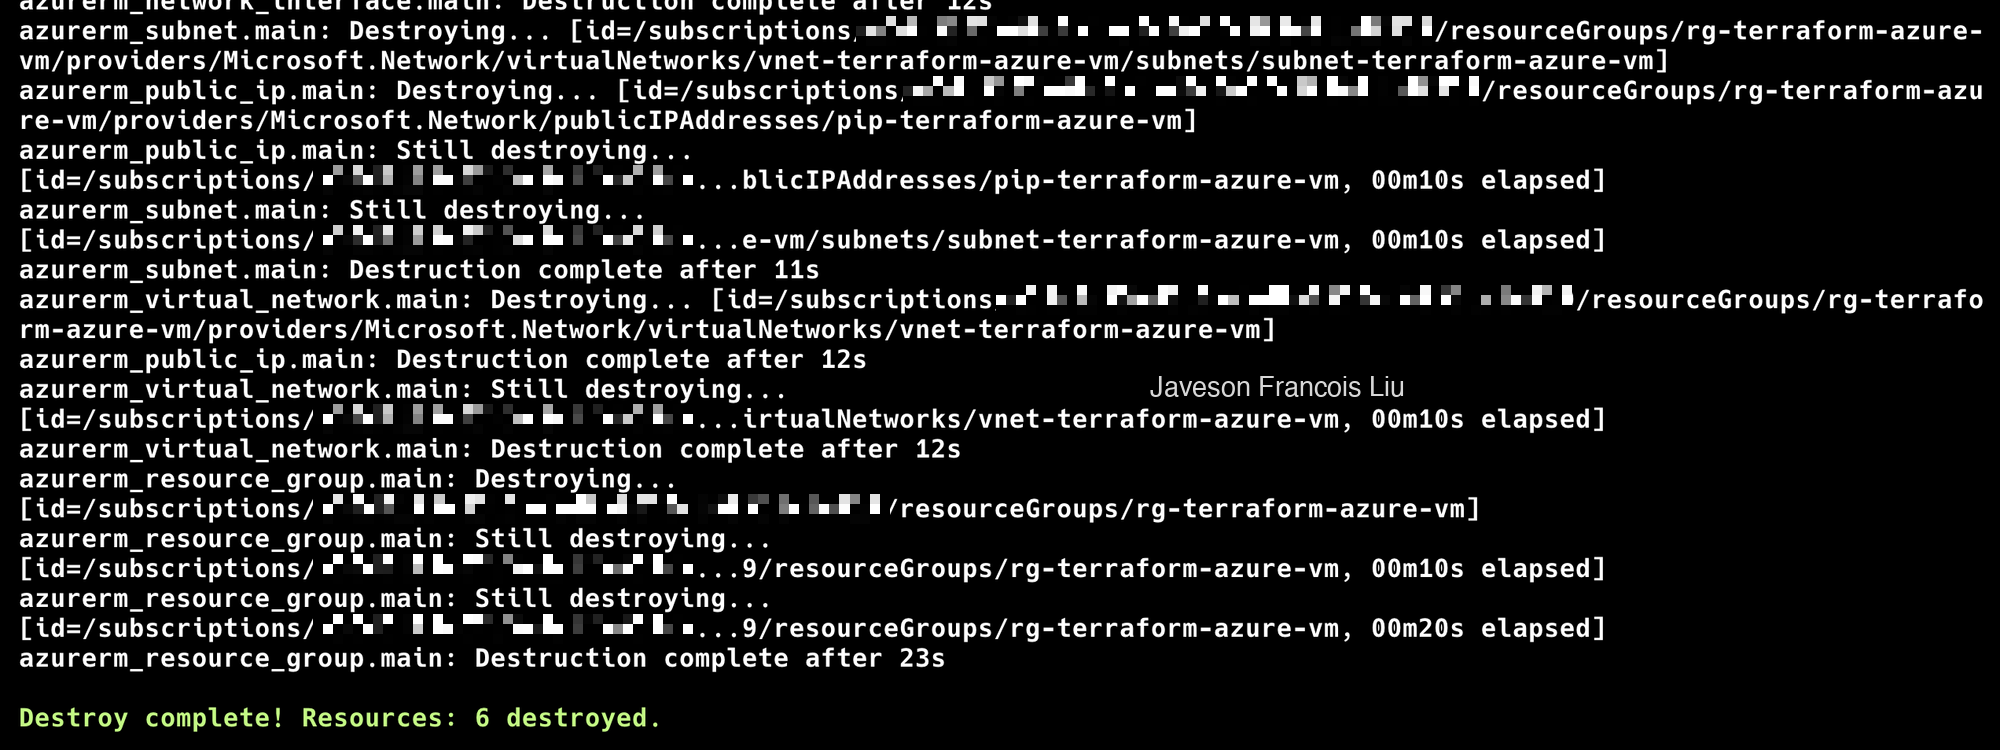 azurerm_network_interface.main: Destruction complete after 12s
azurerm_subnet.main: Destroying... [id=/subscriptions /resourceGroups/rg-terraform-azure-
vm/providers/Microsoft.Network/virtualNetworks/vnet-terraform-azure-vm/subnets/subnet-terraform-azure-vm]
azurerm_public_ip.main: Destroying... [id=/subscriptions /resourceGroups/rg-terraform-azu
re-vm/providers/Microsoft.Network/publicIPAddresses/pip-terraform-azure-vm]
azurerm_public_ip.main: Still destroying...
[id=/subscriptions/ ...blicIPAddresses/pip-terraform-azure-vm, 00m10s elapsed]
azurerm_subnet.main: Still destroying...
[id=/subscriptions/ ...e-vm/subnets/subnet-terraform-azure-vm, 00m10s elapsed]
azurerm_subnet.main: Destruction complete after 11s
azurerm_virtual_network.main: Destroying... [id=/subscriptions /resourceGroups/rg-terrafo
rm-azure-vm/providers/Microsoft.Network/virtualNetworks/vnet-terraform-azure-vm]
azurerm_public_ip.main: Destruction complete after 12s
azurerm_virtual_network.main: Still destroying...
Javeson Francois Liu
[id=/subscriptions/ ...irtualNetworks/vnet-terraform-azure-vm, 00m10s elapsed]
azurerm_virtual_network.main: Destruction complete after 12s
azurerm_resource_group.main: Destroying...
[id=/subscriptions/ /resourceGroups/rg-terraform-azure-vm]
azurerm_resource_group.main: Still destroying...
[id=/subscriptions/ ...9/resourceGroups/rg-terraform-azure-vm, 00m10s elapsed]
azurerm_resource_group.main: Still destroying...
[id=/subscriptions/ ...9/resourceGroups/rg-terraform-azure-vm, 00m20s elapsed]
azurerm_resource_group.main: Destruction complete after 23s
Destroy complete! Resources: 6 destroyed.